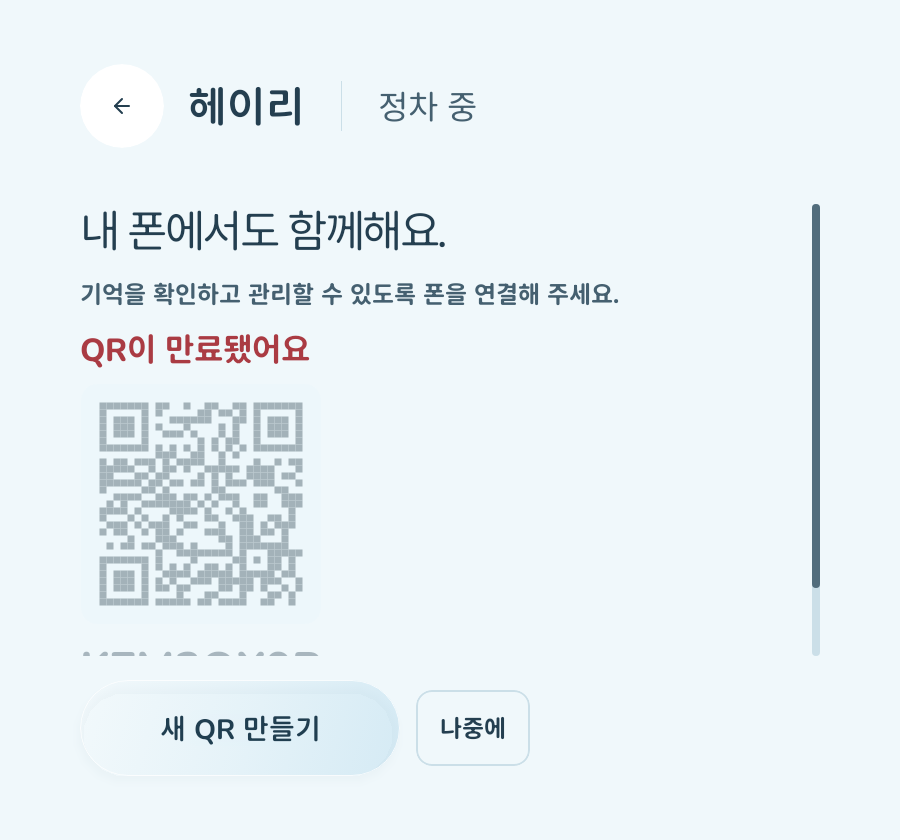 헤이리
정차 중
내 폰에서도 함께해요.
기억을 확인하고 관리할 수 있도록 폰을 연결해 주세요.
QR이 만료됐어요
새 QR 만들기
나중에